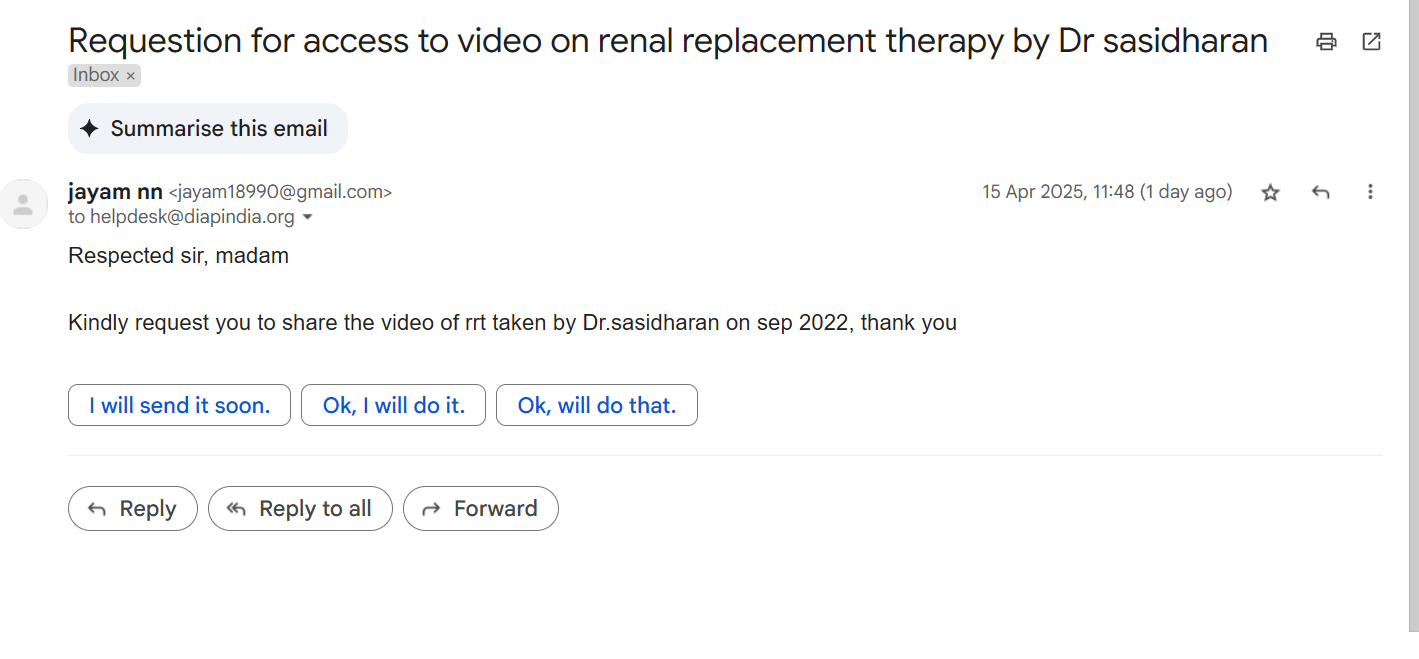 Requestion for access to video on renal replacement therapy by Dr sasidharan
Inbox ×
Summarise this email
jayam nn <jayam18990@gmail.com>
15 Apr 2025, 11:48 (1 day ago)
to helpdesk@diapindia.org
Respected sir, madam
Kindly request you to share the video of rrt taken by Dr.sasidharan on sep 2022, thank you
I will send it soon.
Ok, I will do it.
Ok, will do that.
Reply
Reply to all
Forward